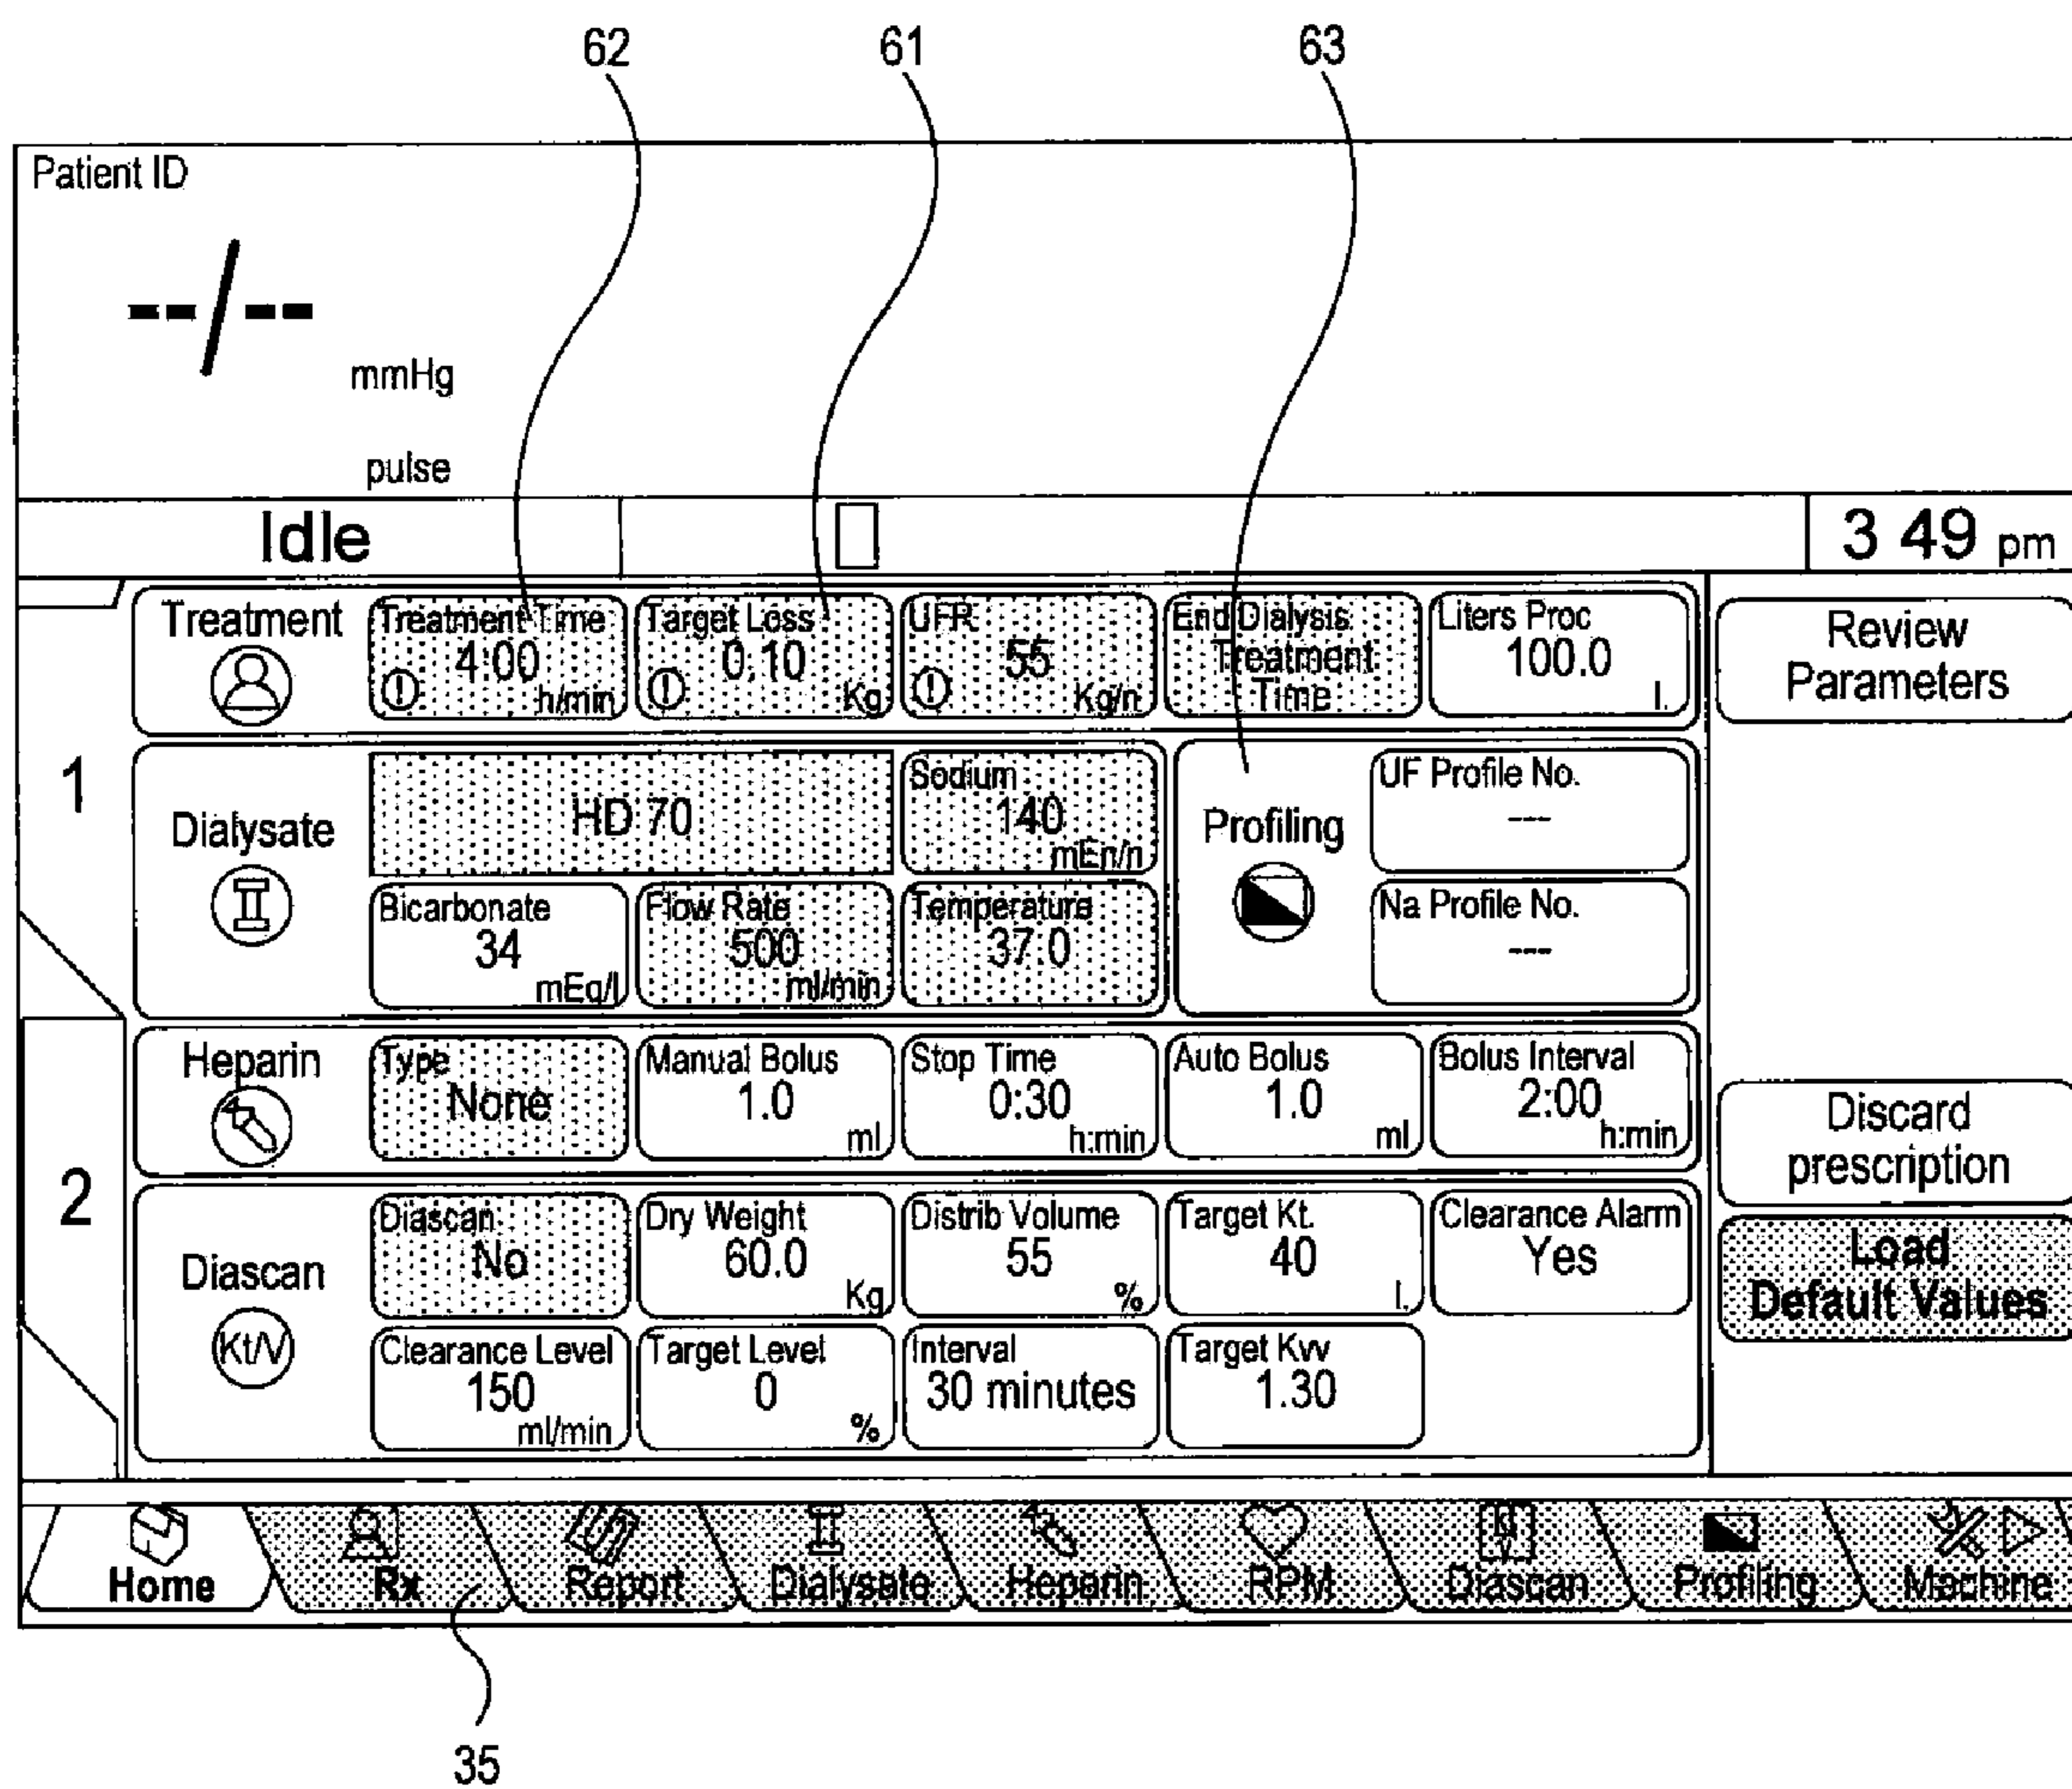 62 61 63
Patient ID
--/--
mmHg
pulse
Idle
3 49 pm
Treatment
Treatment Time
4:00
h/min
Target Loss
0.10
Kg
UFR
55
Kg/n
End Dialysis
Treatment
Time
Liters Proc
100.0
l.
Review
Parameters
1
Dialysate
HD 70
Sodium
140
mEn/n
Bicarbonate
34
mEq/l
Flow Rate
500
ml/min
Temperature
37.0
Profiling
UF Profile No.
---
Na Profile No.
---
Heparin
Type
None
Manual Bolus
1.0
ml
Stop Time
0:30
h:min
Auto Bolus
1.0
ml
Bolus Interval
2:00
h:min
Discard
prescription
2
Diascan
Kt/V
Diascan
No
Dry Weight
60.0
Kg
Distrib Volume
55
%
Target Kt.
40
l.
Clearance Alarm
Yes
Load
Default Values
Clearance Level
150
ml/min
Target Level
0
%
Interval
30 minutes
Target Kvv
1.30
Home Rx Report Dialysate Heparin RPM Diascan Profiling Machine
35